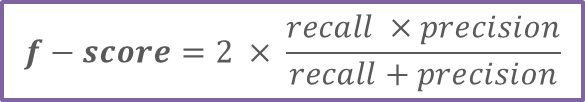 f − score = 2 × recall × precision / recall + precision